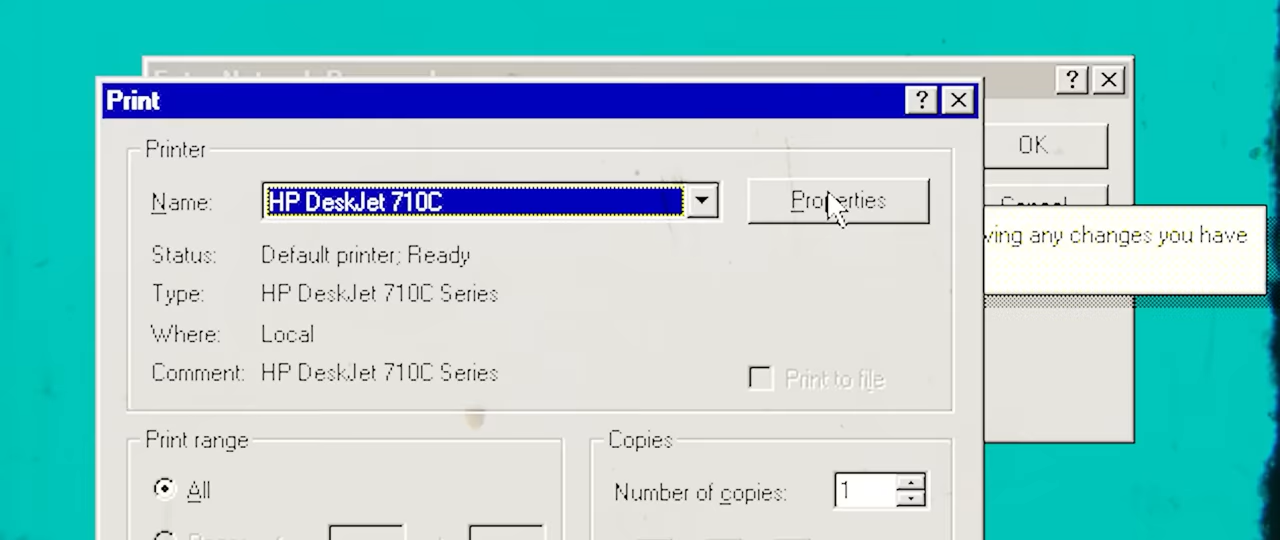 Print
Printer
Name: HP DeskJet 710C
Properties
Status: Default printer; Ready
Type: HP DeskJet 710C Series
Where: Local
Comment: HP DeskJet 710C Series
Print to file
Print range
All
Copies
Number of copies: 1
OK
Cancel
any changes you have